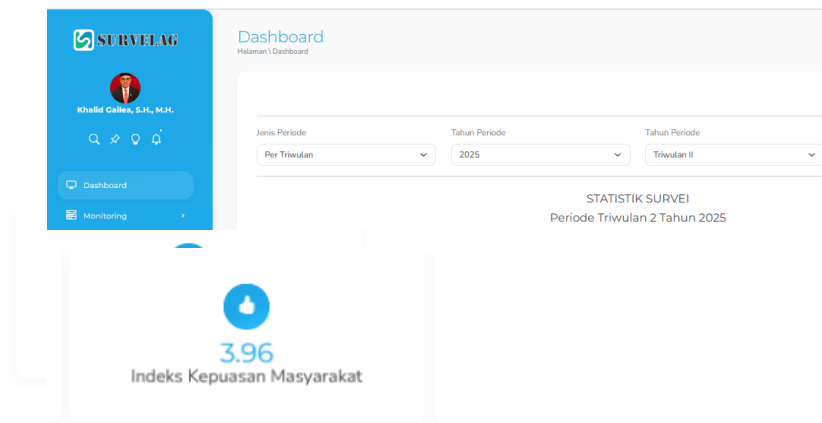 SURVELAG
Khalid Gailea, S.H., M.H.
Dashboard
Monitoring
Dashboard
Halaman \ Dashboard
Jenis Periode
Per Triwulan
Tahun Periode
2025
Tahun Periode
Triwulan II
STATISTIK SURVEI
Periode Triwulan 2 Tahun 2025
3.96
Indeks Kepuasan Masyarakat